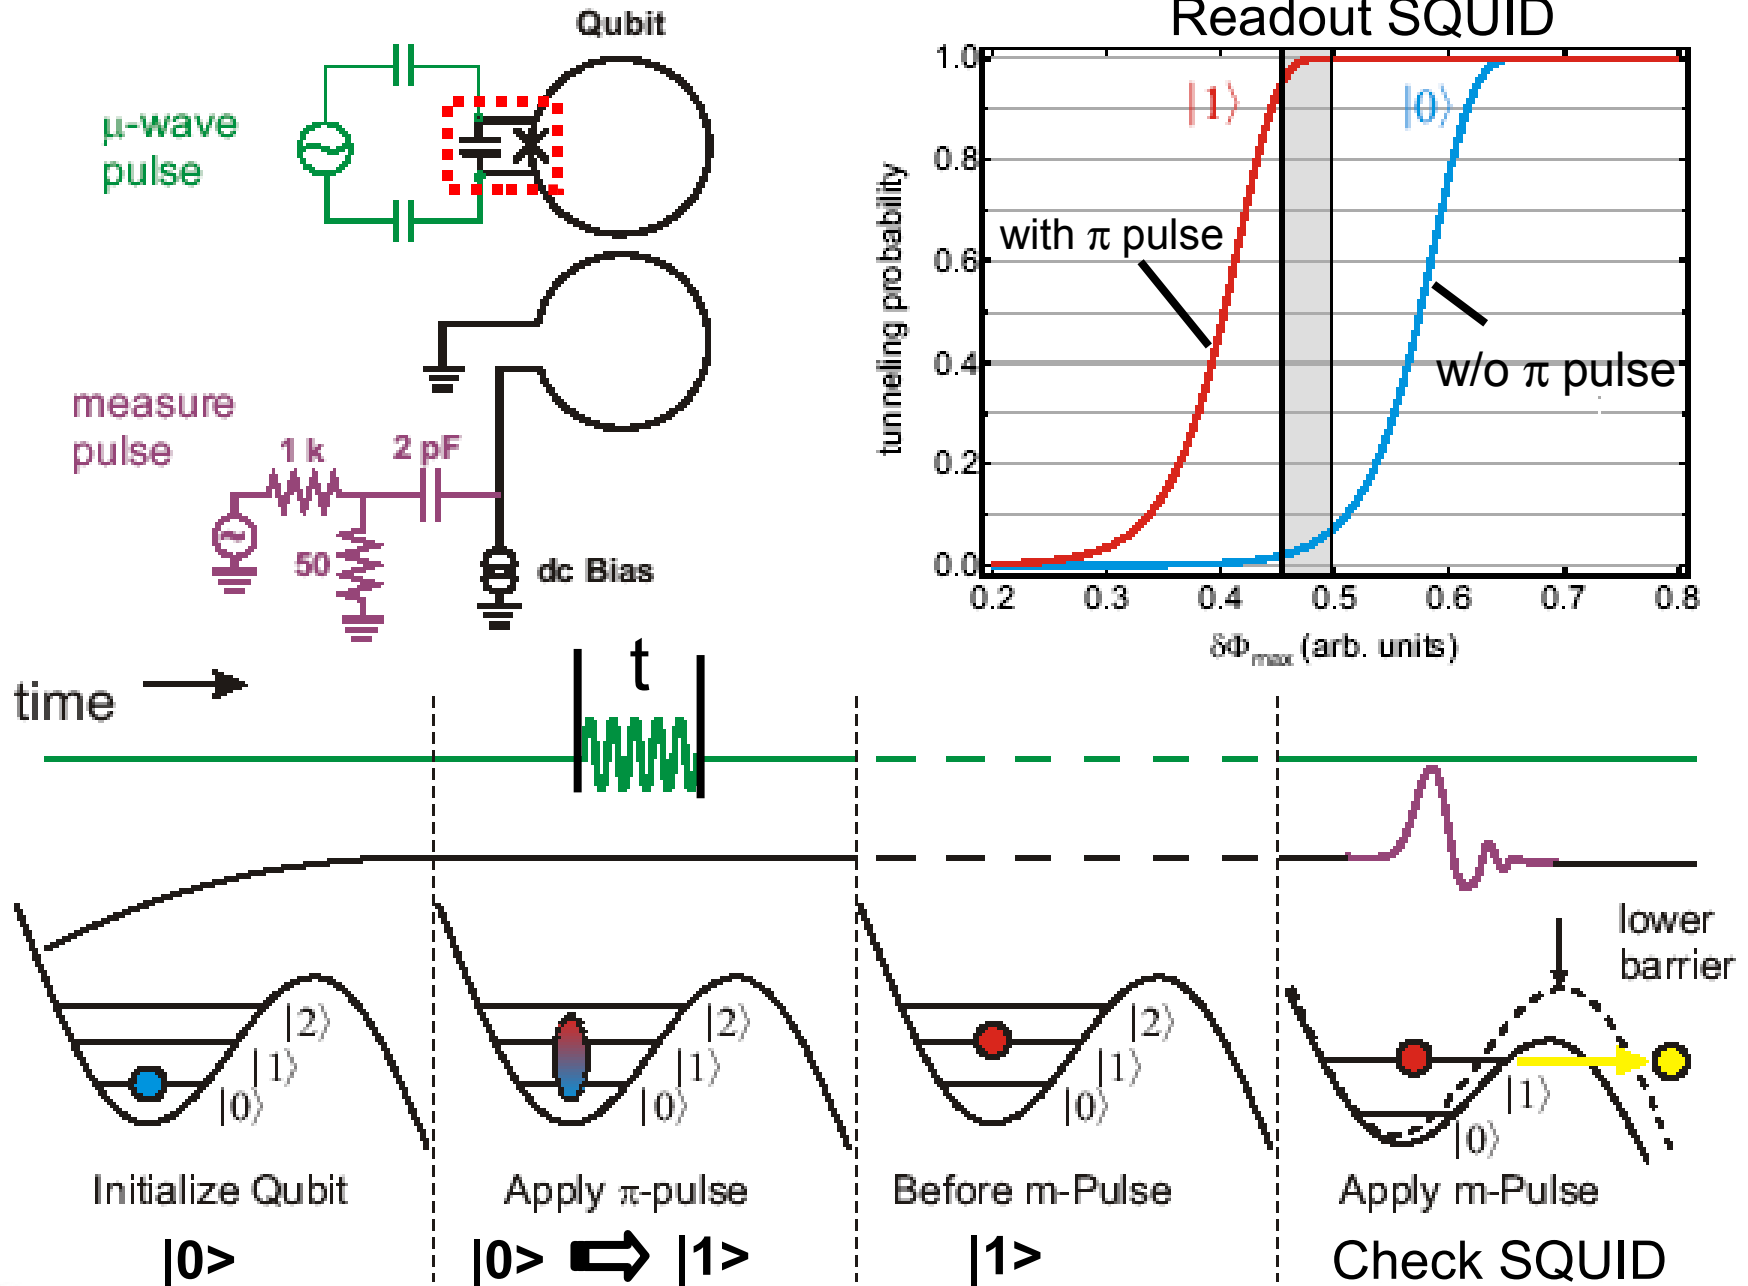 Qubit
μ-wave
pulse
measure
pulse
1 k
2 pF
50
dc Bias
Readout SQUID
tunneling probability
1.0
0.8
0.6
0.4
0.2
0.0
|1⟩
|0⟩
with π pulse
w/o π pulse
0.2 0.3 0.4 0.5 0.6 0.7 0.8
δΦmax (arb. units)
time
t
lower
barrier
|2⟩
|1⟩
|0⟩
|2⟩
|1⟩
|0⟩
|2⟩
|1⟩
|0⟩
|1⟩
|0⟩
Initialize Qubit
Apply π-pulse
Before m-Pulse
Apply m-Pulse
|0>
|0> ⇨ |1>
|1>
Check SQUID